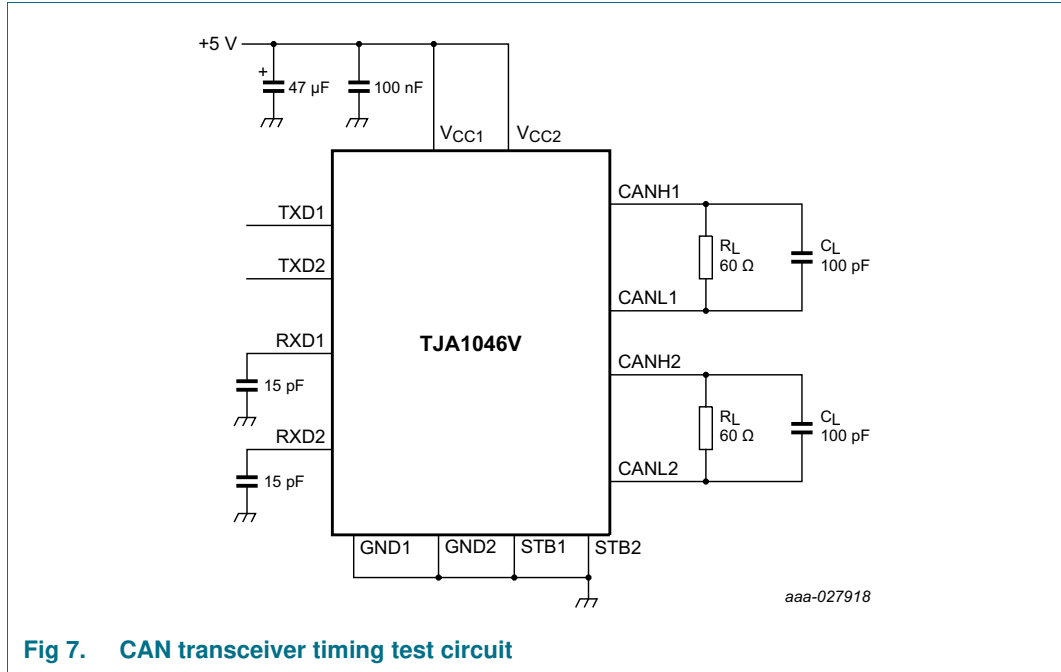 +5 V
+
47 µF
100 nF
VCC1
VCC2
TXD1
TXD2
RXD1
15 pF
RXD2
15 pF
TJA1046V
CANH1
RL
60 Ω
CL
100 pF
CANL1
CANH2
RL
60 Ω
CL
100 pF
CANL2
GND1
GND2
STB1
STB2
aaa-027918
Fig 7. CAN transceiver timing test circuit